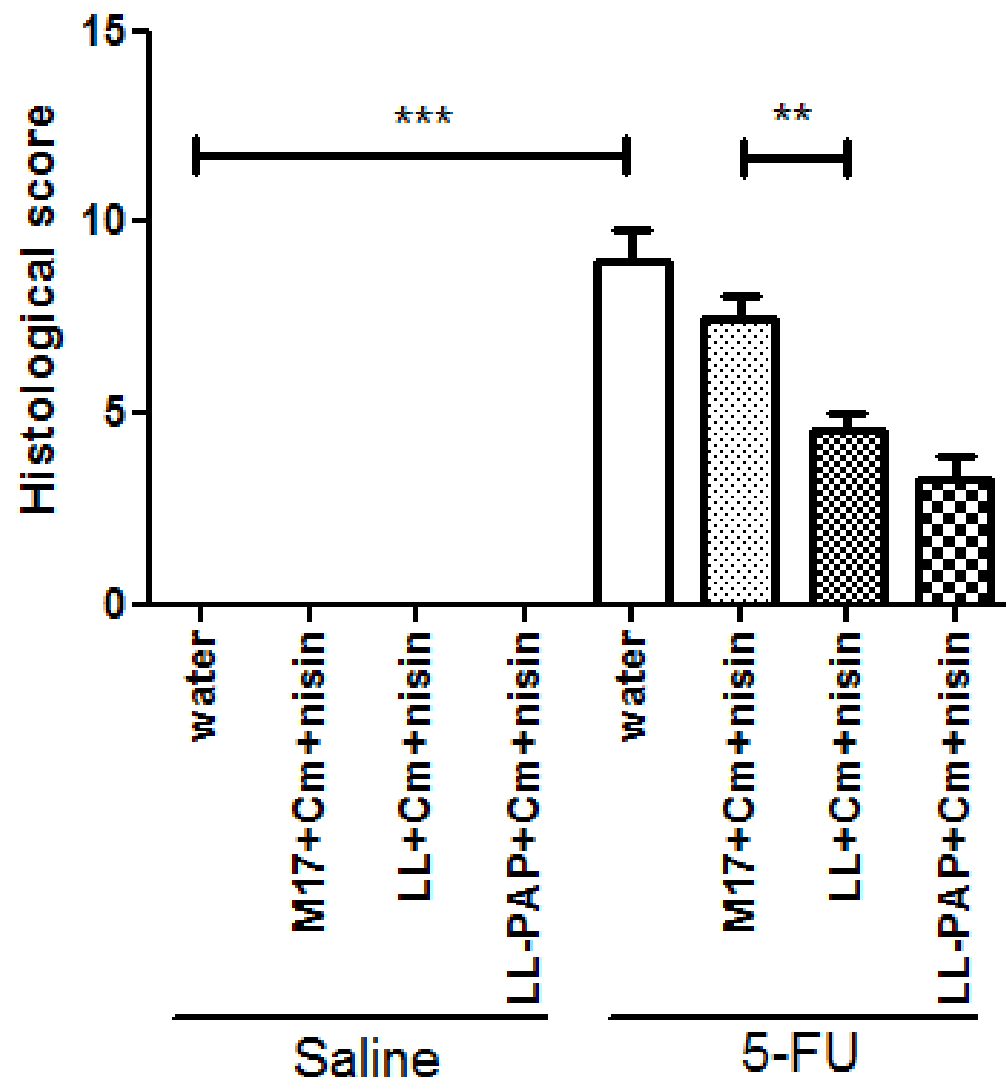 Histological score
15
10
5
0
***
**
water
M17+Cm+nisin
LL+Cm+nisin
LL-PAP+Cm+nisin
water
M17+Cm+nisin
LL+Cm+nisin
LL-PAP+Cm+nisin
Saline
5-FU